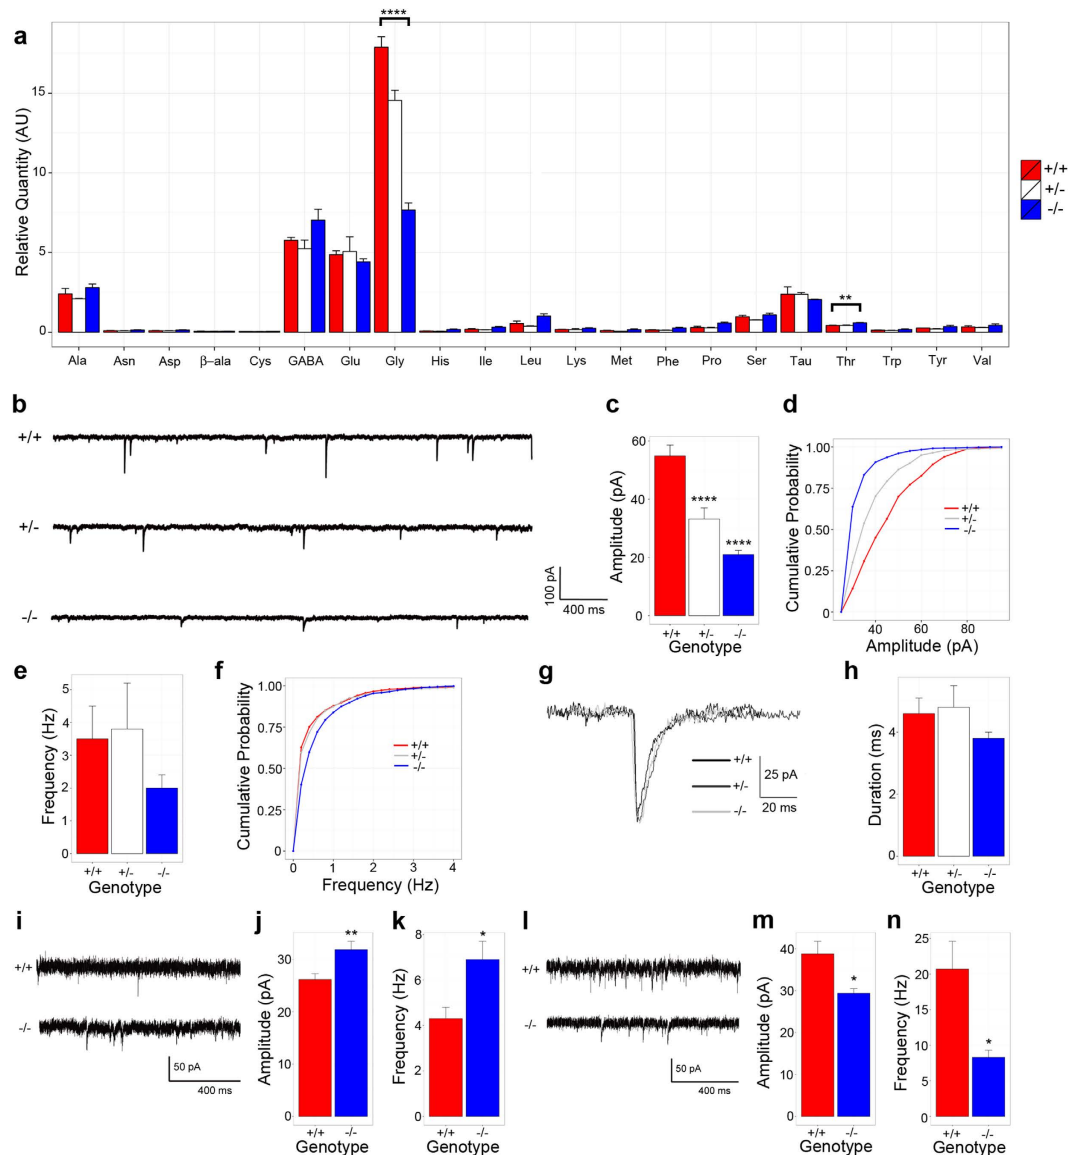 a
****
Relative Quantity (AU)
15
10
5
0
**
+/+
+/-
-/-
Ala Asn Asp β–ala Cys GABA Glu Gly His Ile Leu Lys Met Phe Pro Ser Tau Thr Trp Tyr Val
b
+/+
+/-
-/-
100 pA
400 ms
c
Amplitude (pA)
60
40
20
0
****
****
+/+ +/- -/-
Genotype
d
Cumulative Probability
1.00
0.75
0.50
0.25
0
+/+
+/-
-/-
40 60 80
Amplitude (pA)
e
Frequency (Hz)
5
4
3
2
1
0
+/+ +/- -/-
Genotype
f
Cumulative Probability
1.00
0.75
0.50
0.25
0
+/+
+/-
-/-
0 1 2 3 4
Frequency (Hz)
g
+/+
+/-
-/-
25 pA
20 ms
h
Duration (ms)
4
2
0
+/+ +/- -/-
Genotype
i
+/+
-/-
50 pA
400 ms
j
Amplitude (pA)
30
20
10
0
**
+/+ -/-
Genotype
k
Frequency (Hz)
8
6
4
2
0
*
+/+ -/-
Genotype
l
+/+
-/-
50 pA
400 ms
m
Amplitude (pA)
40
30
20
10
0
*
+/+ -/-
Genotype
n
Frequency (Hz)
25
20
15
10
5
0
*
+/+ -/-
Genotype